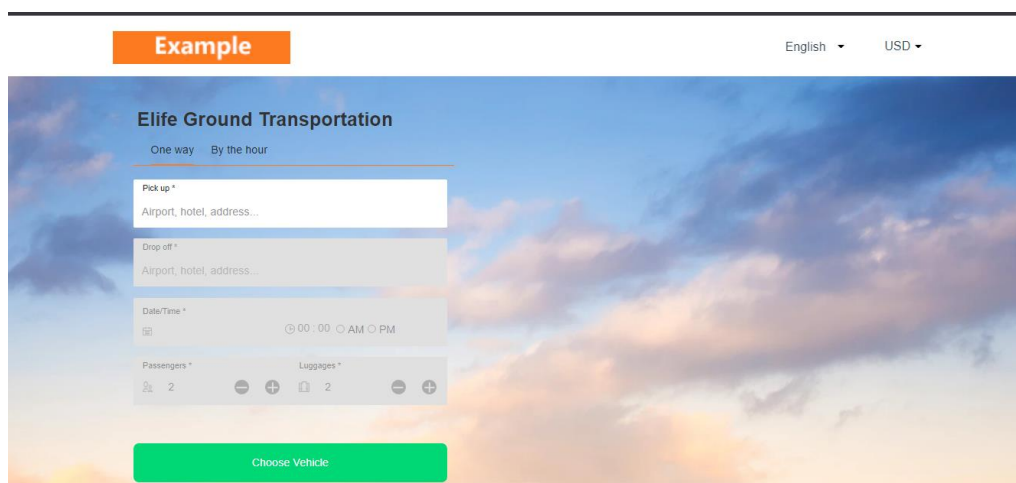 Example
English
USD
Elife Ground Transportation
One way By the hour
Pick up *
Airport, hotel, address...
Drop off *
Airport, hotel, address...
Date/Time *
00 : 00 AM PM
Passengers * Luggages *
2 2
Choose Vehicle